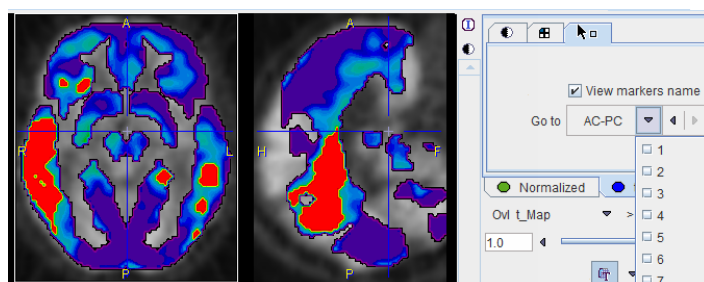 A
R
L
P
A
H
F
P
View markers name
Go to AC-PC
1
2
3
4
5
6
7
Normalized
Ovl t_Map >
1.0